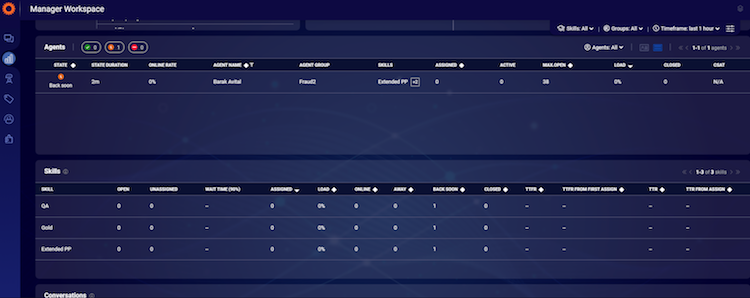 Manager Workspace
Skills: All Groups: All Timeframe: last 1 hour
Agents 0 1 0 Agents: All 1-1 of 1 agents
STATE STATE DURATION ONLINE RATE AGENT NAME AGENT GROUP SKILLS ASSIGNED ACTIVE MAX.OPEN LOAD CLOSED CSAT
Back soon 2m 0% Barak Avital Fraud2 Extended PP +2 0 0 38 0% 0 N/A
Skills 1-3 of 3 skills
SKILL OPEN UNASSIGNED WAIT TIME (90%) ASSIGNED LOAD ONLINE AWAY BACK SOON CLOSED TTFR TTFR FROM FIRST ASSIGN TTR TTR FROM ASSIGN
QA 0 0 – 0 0% 0 0 1 0 – – – –
Gold 0 0 – 0 0% 0 0 1 0 – – – –
Extended PP 0 0 – 0 0% 0 0 1 0 – – – –
Conversations